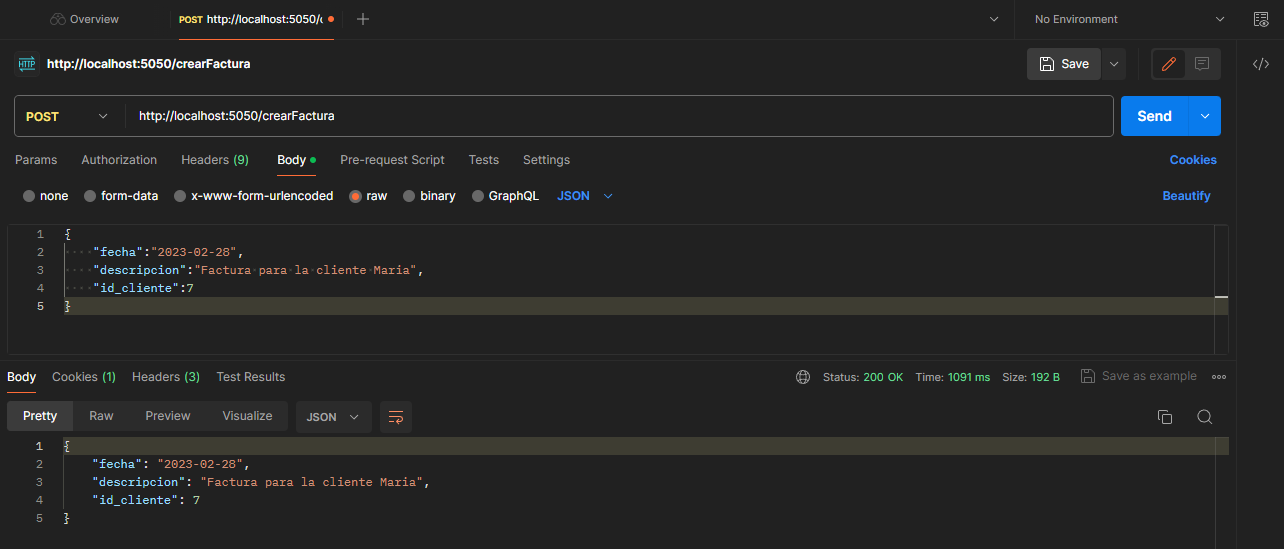 Overview
POST http://localhost:5050/c
No Environment
HTTP http://localhost:5050/crearFactura
Save
POST http://localhost:5050/crearFactura
Send
Params Authorization Headers (9) Body Pre-request Script Tests Settings Cookies
none form-data x-www-form-urlencoded raw binary GraphQL JSON Beautify
1 {
2 "fecha":"2023-02-28",
3 "descripcion":"Factura para la cliente Maria",
4 "id_cliente":7
5 }
Body Cookies (1) Headers (3) Test Results Status: 200 OK Time: 1091 ms Size: 192 B Save as example
Pretty Raw Preview Visualize JSON
1 {
2 "fecha": "2023-02-28",
3 "descripcion": "Factura para la cliente Maria",
4 "id_cliente": 7
5 }